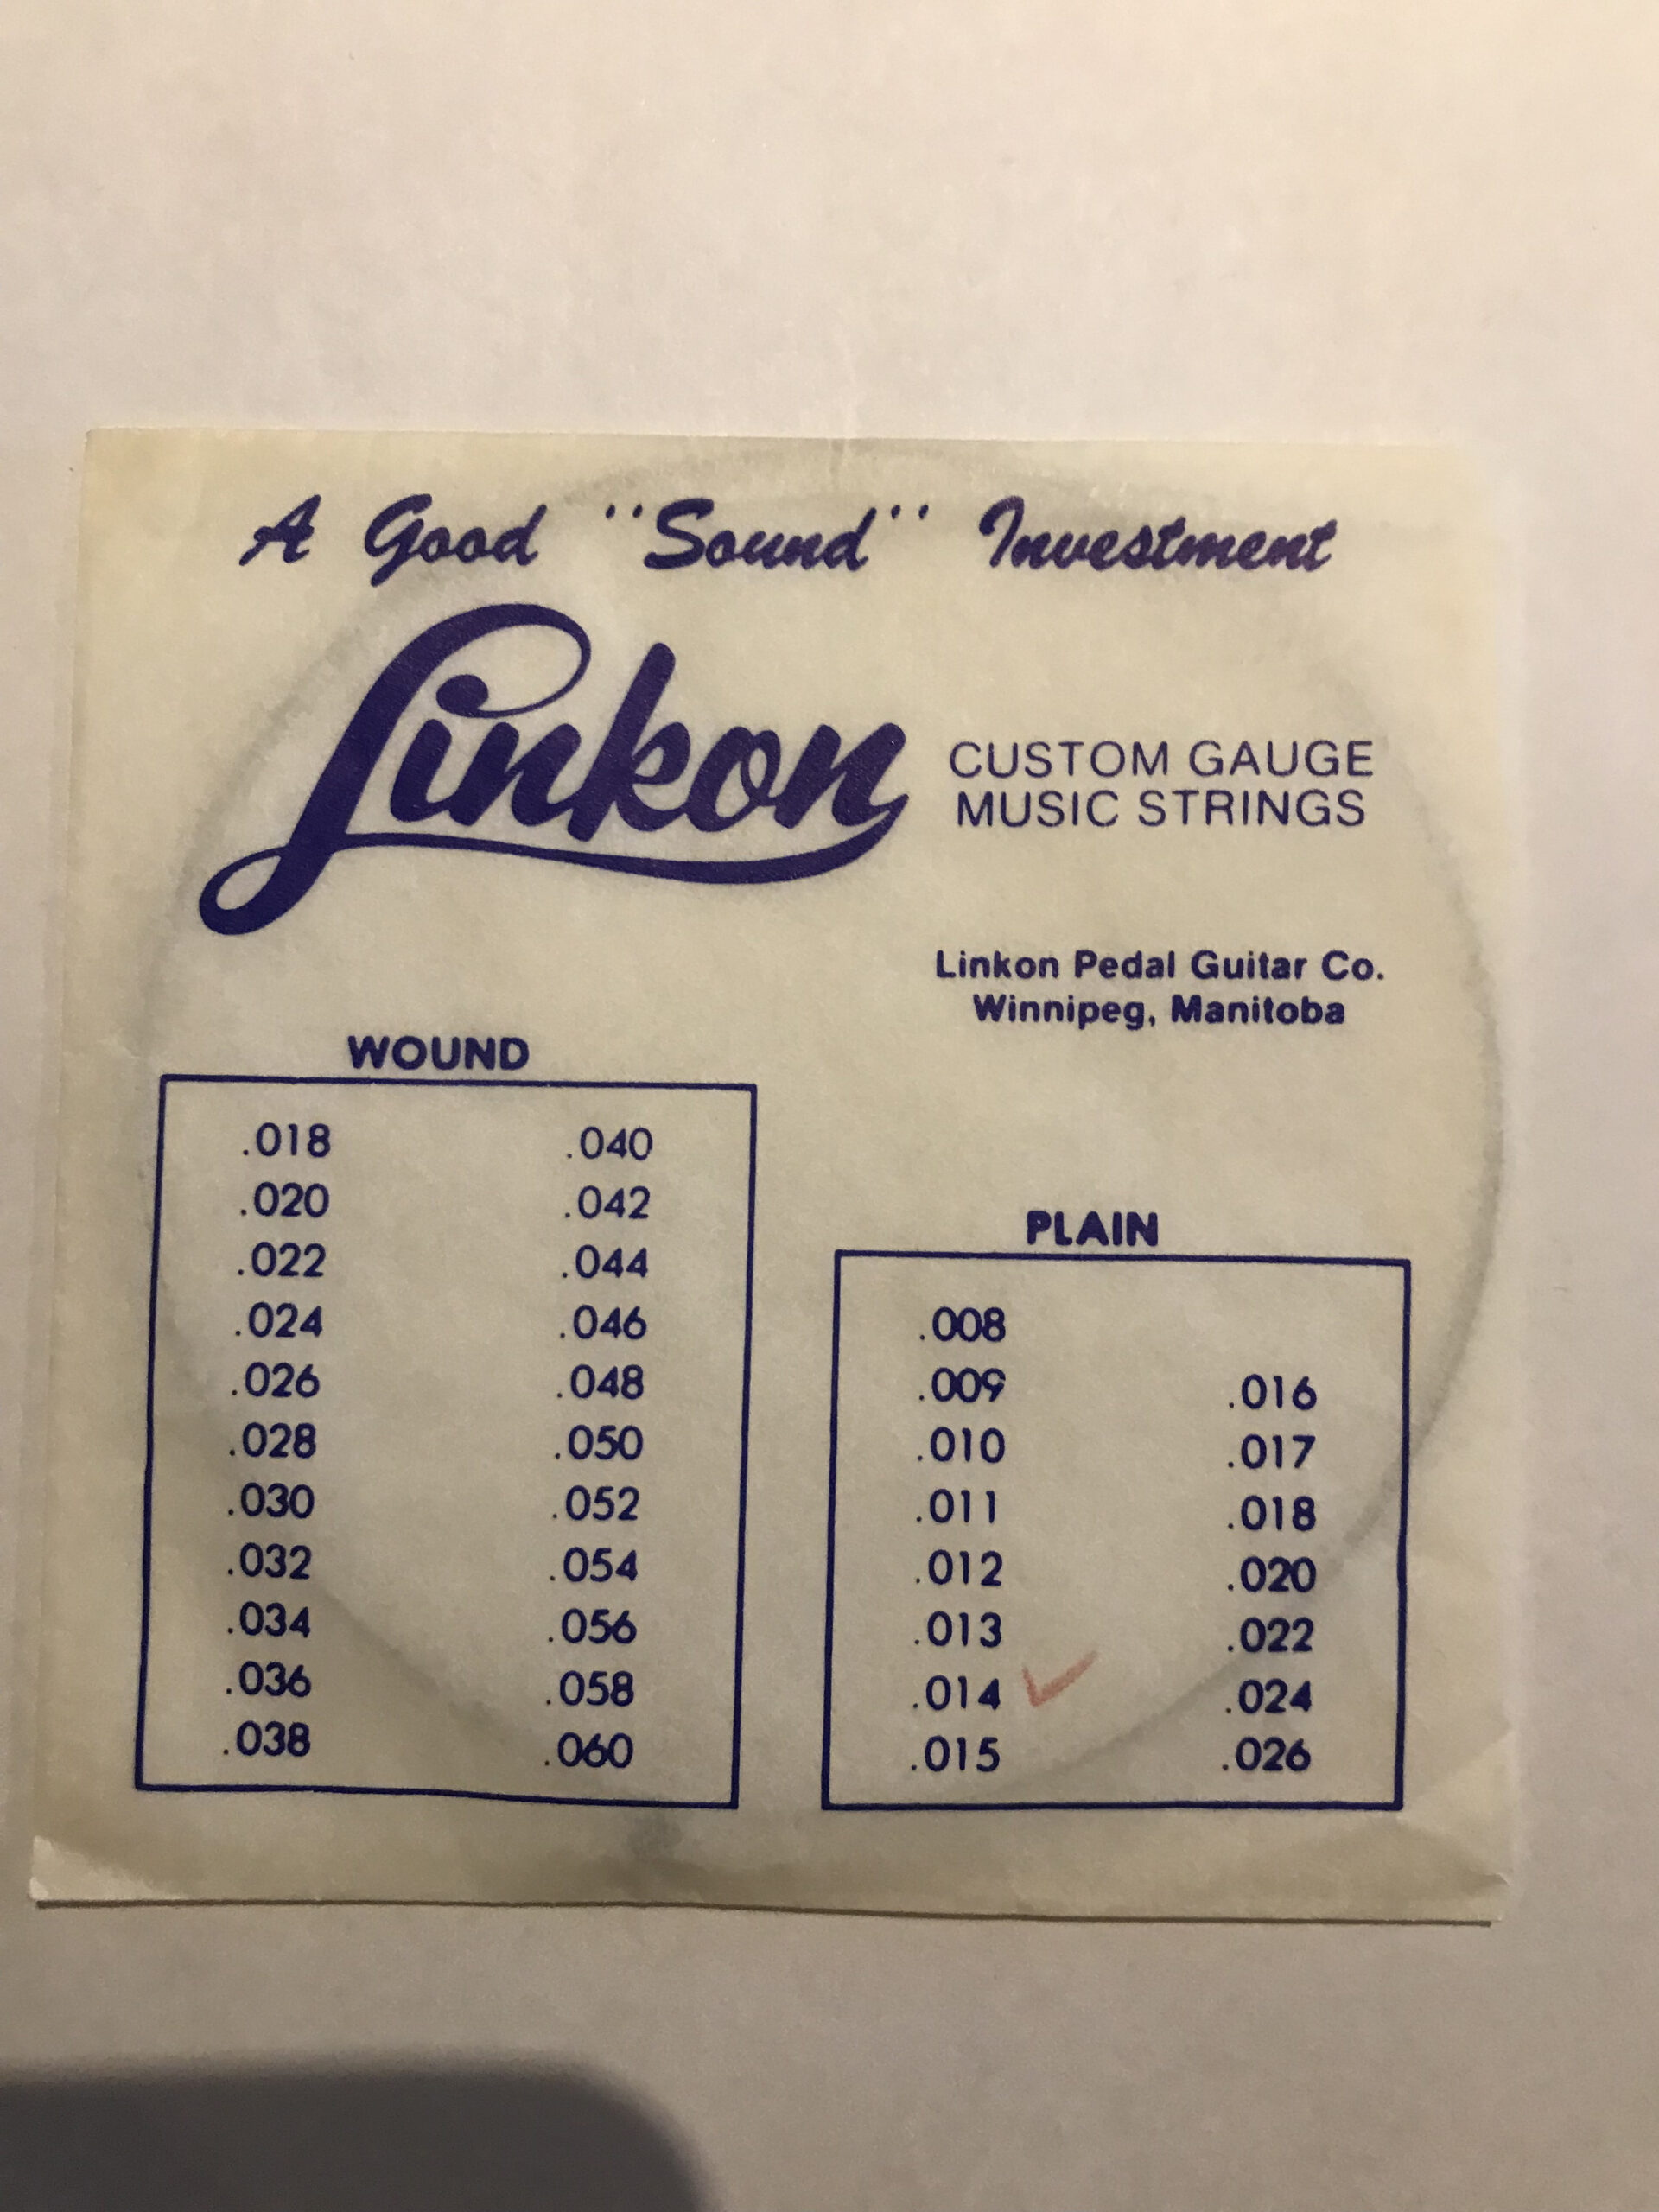 A Good "Sound" Investment
Linkon
CUSTOM GAUGE
MUSIC STRINGS
Linkon Pedal Guitar Co.
Winnipeg, Manitoba
WOUND
.018 .040
.020 .042
.022 .044
.024 .046
.026 .048
.028 .050
.030 .052
.032 .054
.034 .056
.036 .058
.038 .060
PLAIN
.008
.009 .016
.010 .017
.011 .018
.012 .020
.013 .022
.014 ✓ .024
.015 .026